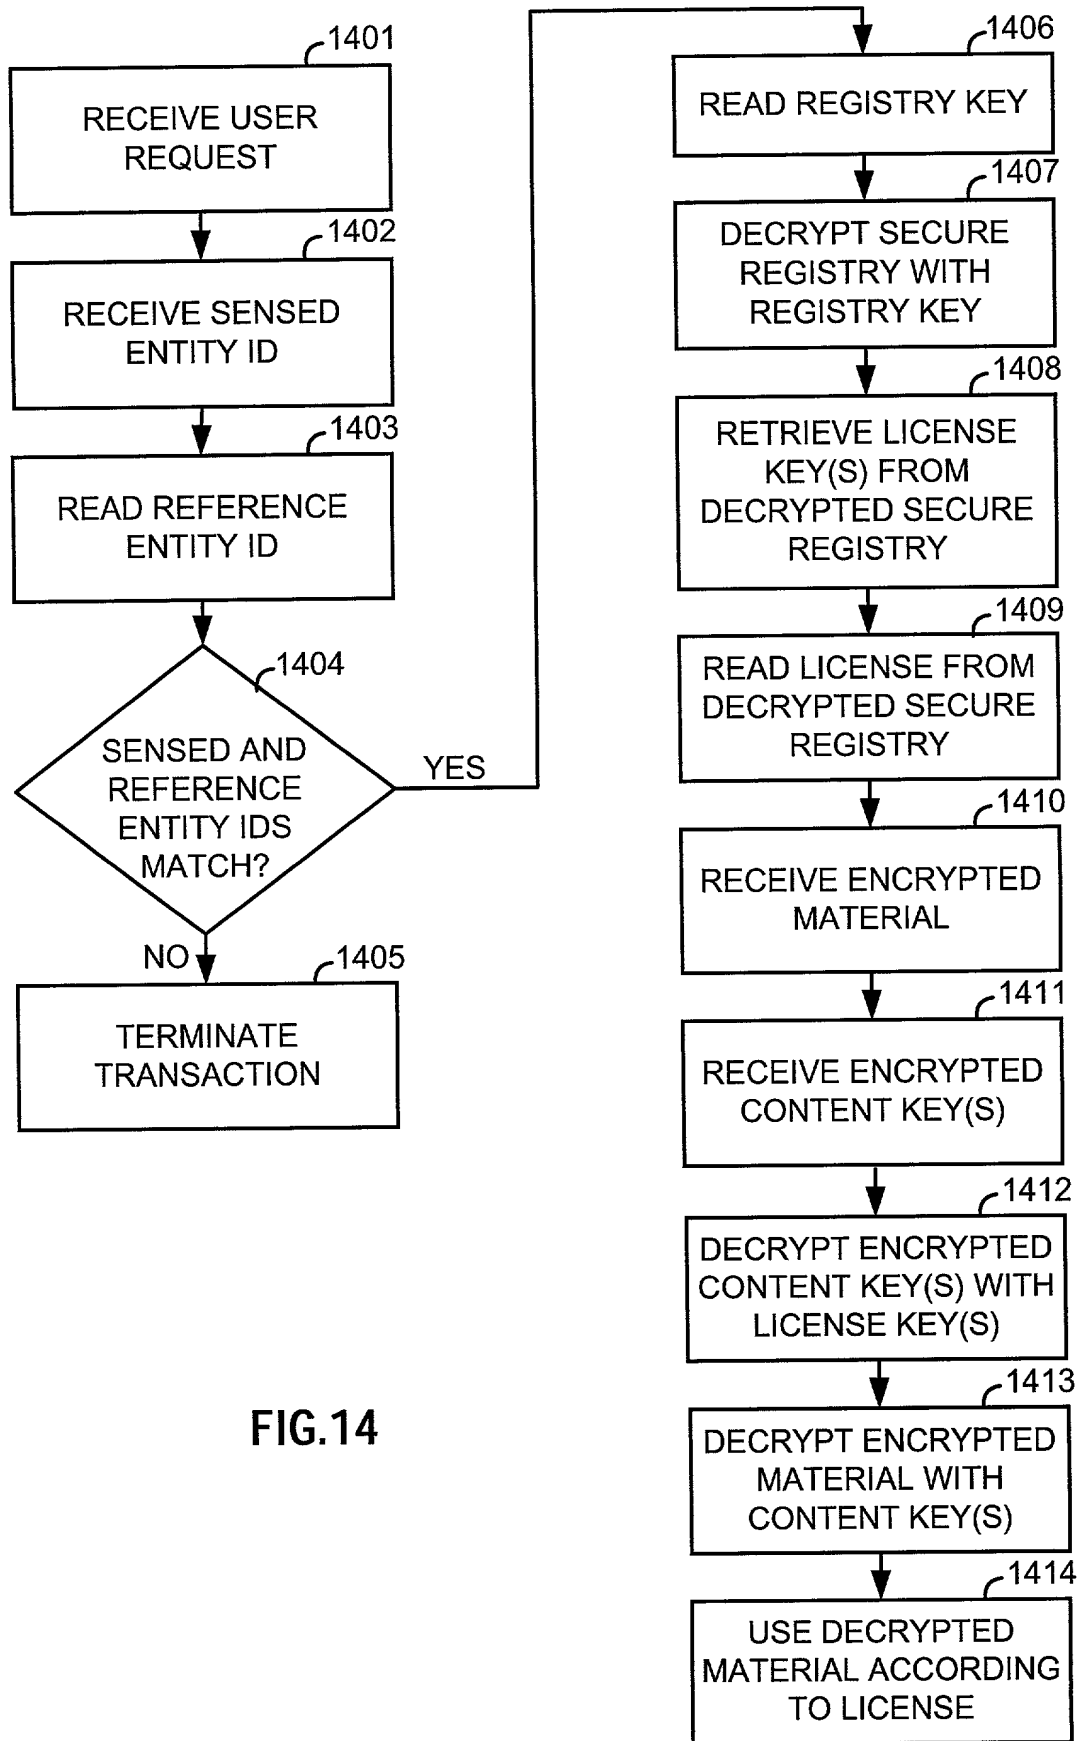 1401
RECEIVE USER
REQUEST
1402
RECEIVE SENSED
ENTITY ID
1403
READ REFERENCE
ENTITY ID
1404
SENSED AND
REFERENCE
ENTITY IDS
MATCH?
YES
NO
1405
TERMINATE
TRANSACTION
1406
READ REGISTRY KEY
1407
DECRYPT SECURE
REGISTRY WITH
REGISTRY KEY
1408
RETRIEVE LICENSE
KEY(S) FROM
DECRYPTED SECURE
REGISTRY
1409
READ LICENSE FROM
DECRYPTED SECURE
REGISTRY
1410
RECEIVE ENCRYPTED
MATERIAL
1411
RECEIVE ENCRYPTED
CONTENT KEY(S)
1412
DECRYPT ENCRYPTED
CONTENT KEY(S) WITH
LICENSE KEY(S)
1413
DECRYPT ENCRYPTED
MATERIAL WITH
CONTENT KEY(S)
1414
USE DECRYPTED
MATERIAL ACCORDING
TO LICENSE
FIG.14